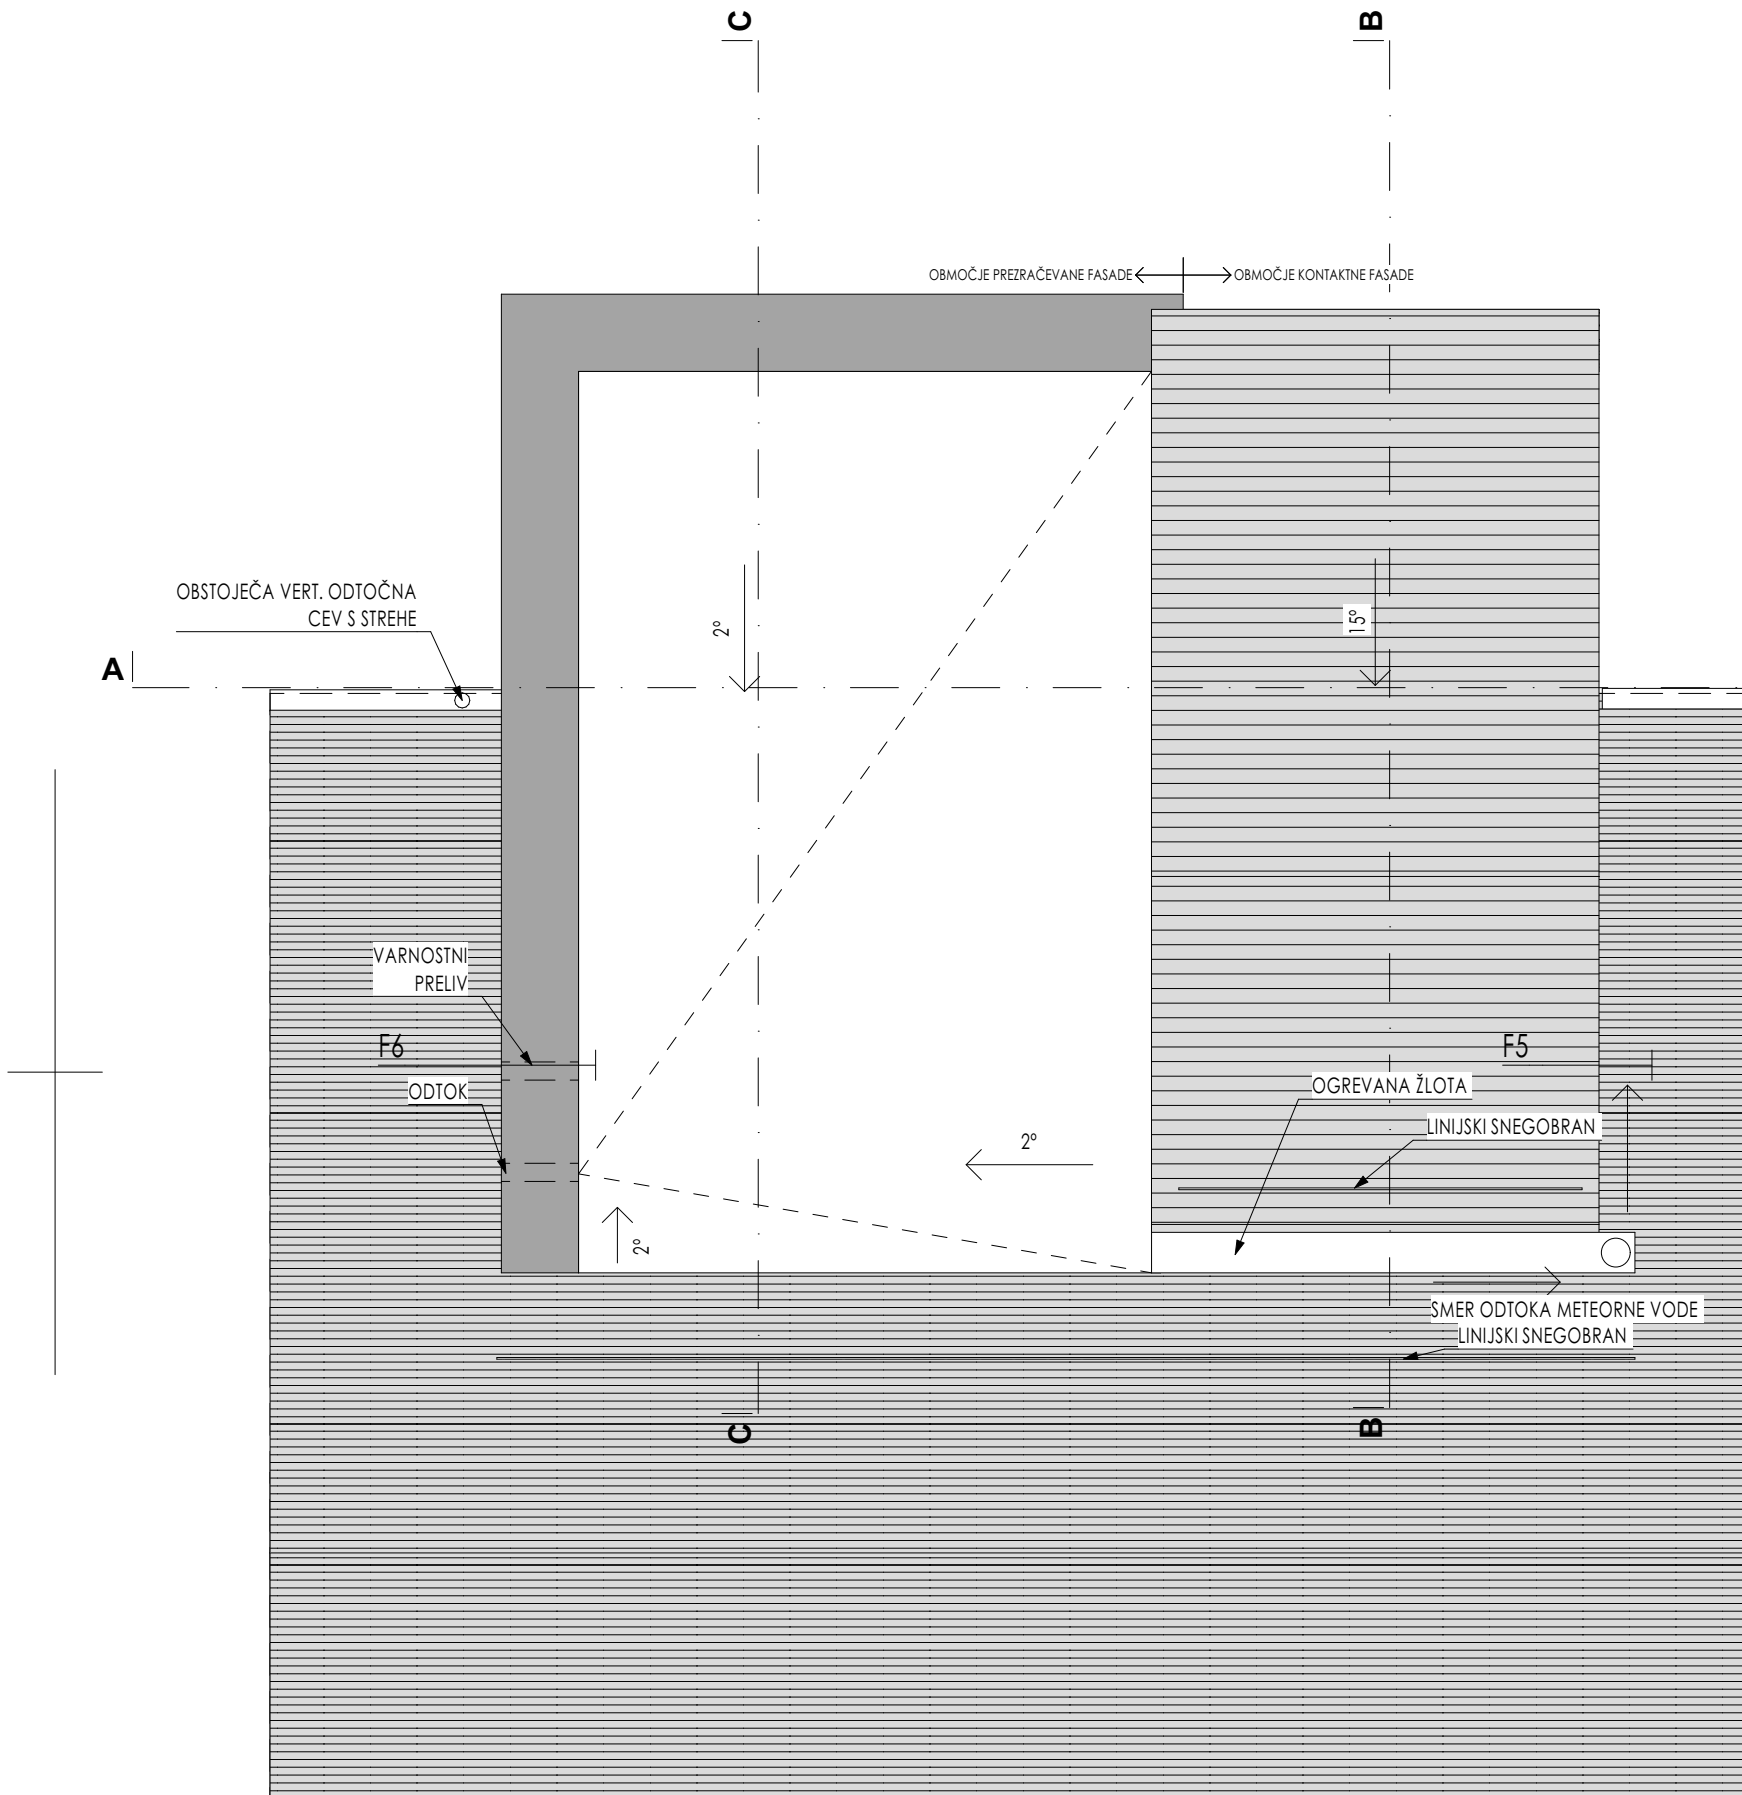 C
B
OBMOČJE PREZRAČEVANE FASADE
OBMOČJE KONTAKTNE FASADE
OBSTOJEČA VERT. ODTOČNA
CEV S STREHE
2°
15°
A
VARNOSTNI
PRELIV
F6
F5
ODTOK
OGREVANA ŽLOTA
LINIJSKI SNEGOBRAN
2°
2°
SMER ODTOKA METEORNE VODE
LINIJSKI SNEGOBRAN
C
B